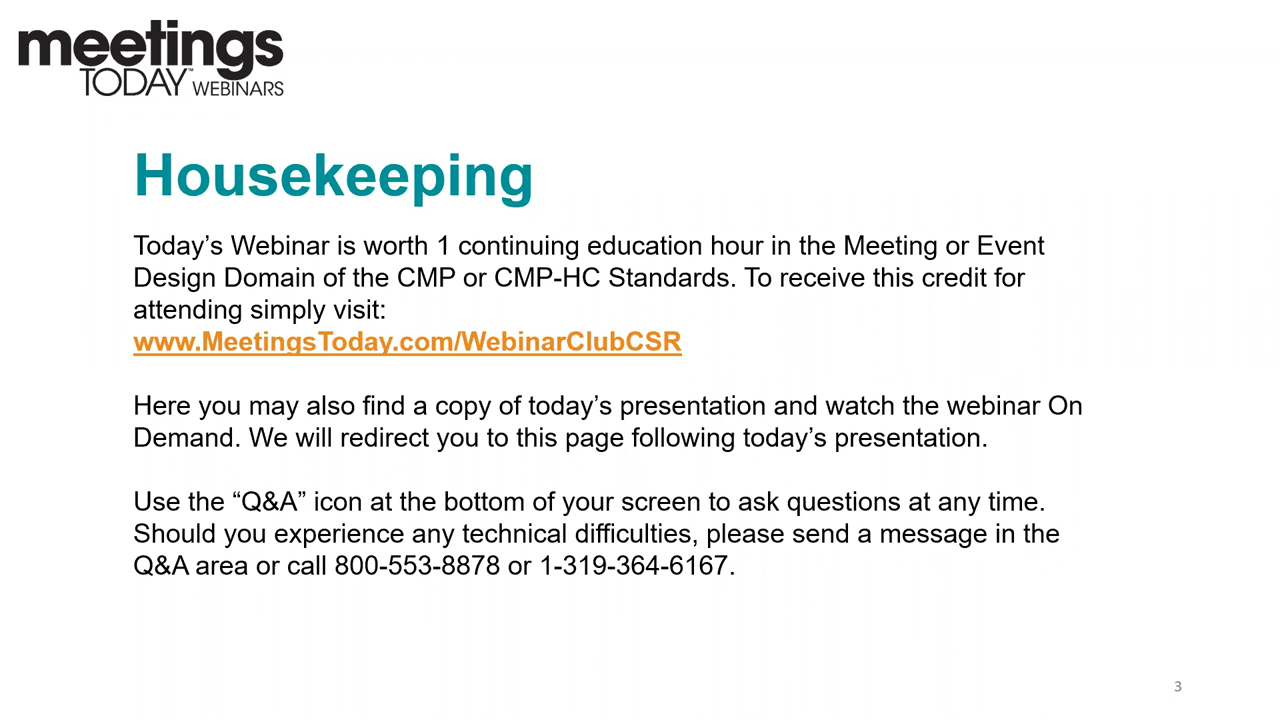 meetings
TODAY™ WEBINARS
Housekeeping
Today’s Webinar is worth 1 continuing education hour in the Meeting or Event
Design Domain of the CMP or CMP-HC Standards. To receive this credit for
attending simply visit:
www.MeetingsToday.com/WebinarClubCSR
Here you may also find a copy of today’s presentation and watch the webinar On
Demand. We will redirect you to this page following today’s presentation.
Use the “Q&A” icon at the bottom of your screen to ask questions at any time.
Should you experience any technical difficulties, please send a message in the
Q&A area or call 800-553-8878 or 1-319-364-6167.
3